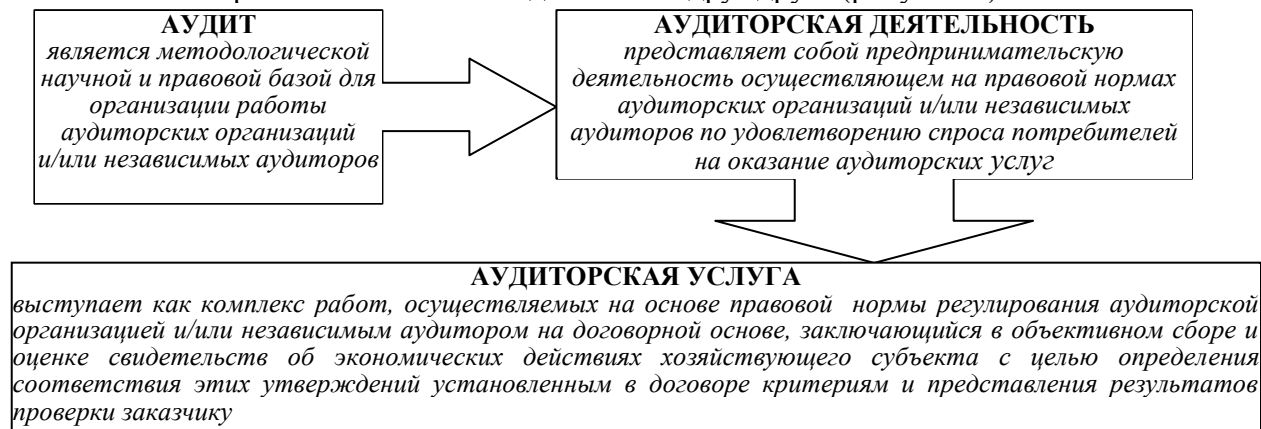 АУДИТ
является методологической
научной и правовой базой для
организации работы
аудиторских организаций
и/или независимых аудиторов
АУДИТОРСКАЯ ДЕЯТЕЛЬНОСТЬ
представляет собой предпринимательскую
деятельность осуществляющем на правовой нормах
аудиторских организаций и/или независимых
аудиторов по удовлетворению спроса потребителей
на оказание аудиторских услуг
АУДИТОРСКАЯ УСЛУГА
выступает как комплекс работ, осуществляемых на основе правовой нормы регулирования аудиторской
организацией и/или независимым аудитором на договорной основе, заключающийся в объективном сборе и
оценке свидетельств об экономических действиях хозяйствующего субъекта с целью определения
соответствия этих утверждений установленным в договоре критериям и представления результатов
проверки заказчику